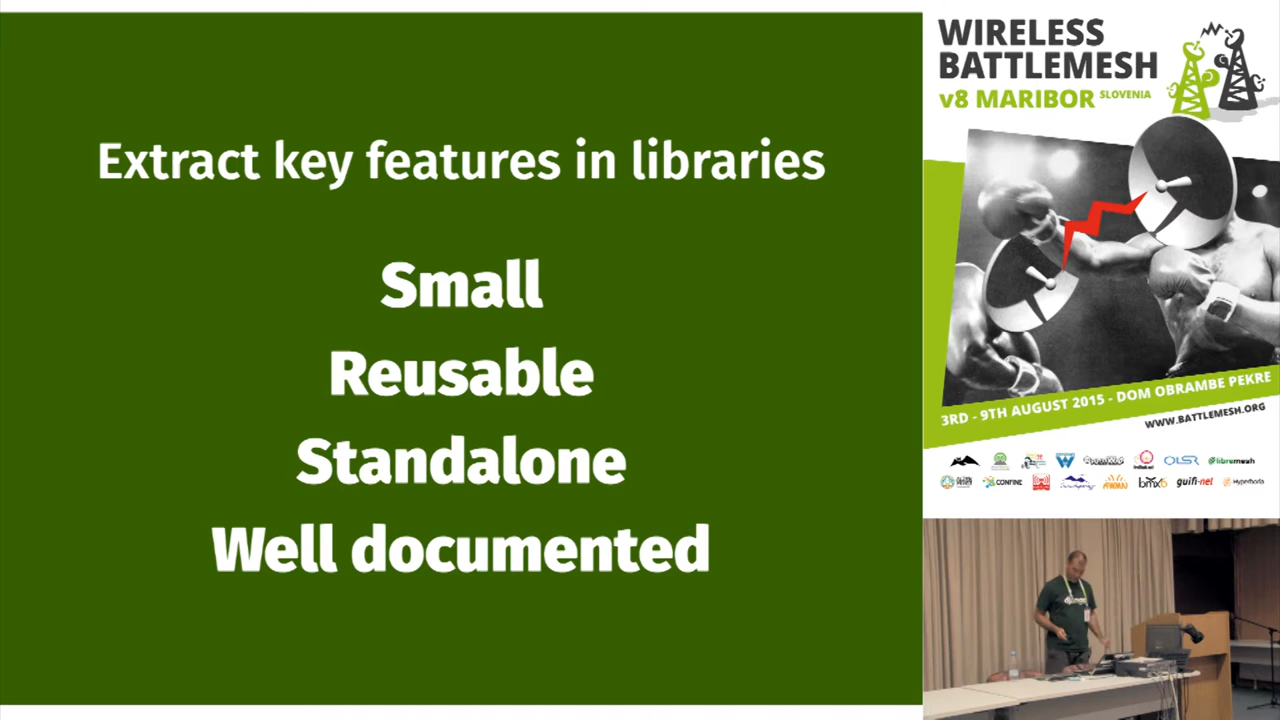 Extract key features in libraries
Small
Reusable
Standalone
Well documented
WIRELESS
BATTLEMESH
v8 MARIBOR SLOVENIA
3RD - 9TH AUGUST 2015 - DOM OBRAMBE PEKRE
WWW.BATTLEMESH.ORG
OLSR
libremesh
CONFINE
bmx6
guifi·net
Hyperboria